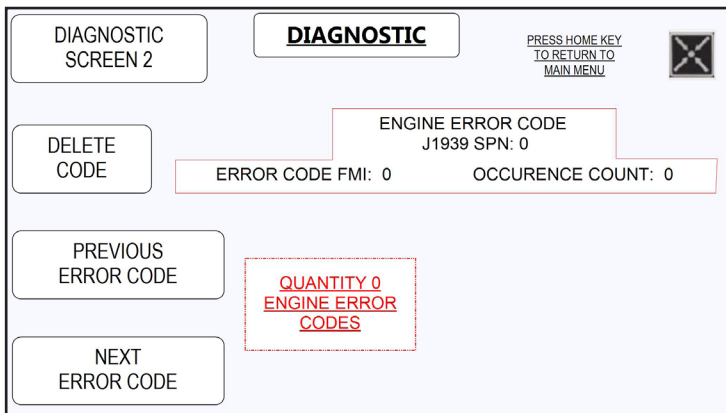 DIAGNOSTIC
SCREEN 2
DIAGNOSTIC
PRESS HOME KEY
TO RETURN TO
MAIN MENU
DELETE
CODE
ENGINE ERROR CODE
J1939 SPN: 0
ERROR CODE FMI: 0
OCCURENCE COUNT: 0
PREVIOUS
ERROR CODE
QUANTITY 0
ENGINE ERROR
CODES
NEXT
ERROR CODE